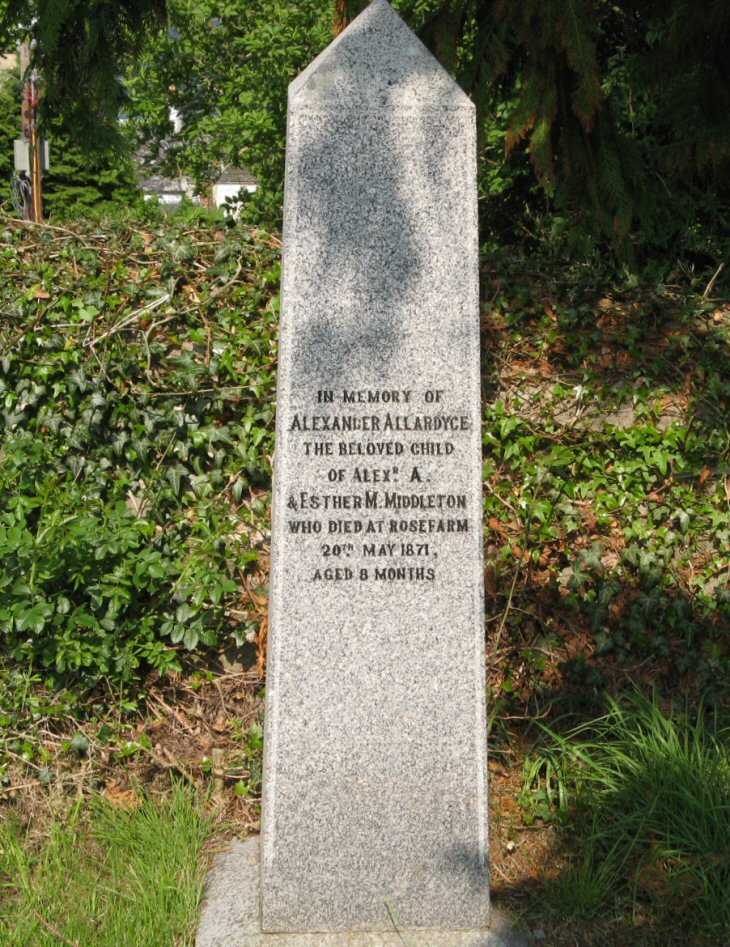 IN MEMORY OF
ALEXANDER ALLARDYCE
THE BELOVED CHILD
OF ALEXR A.
& ESTHER M. MIDDLETON
WHO DIED AT ROSEFARM
20TH MAY 1871,
AGED 8 MONTHS